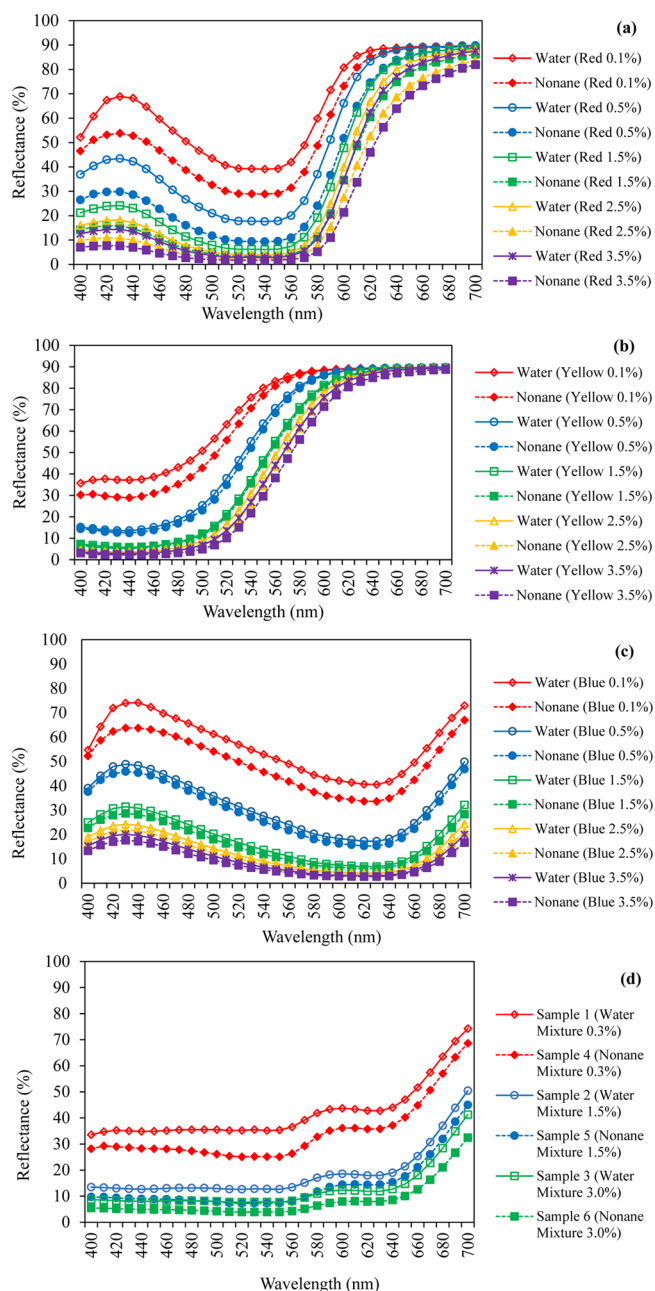 (a)
100
90
80
70
60
50
40
30
20
10
0
Reflectance (%)
400
420
440
460
480
500
520
540
560
580
600
620
640
660
680
700
Wavelength (nm)
Water (Red 0.1%)
Nonane (Red 0.1%)
Water (Red 0.5%)
Nonane (Red 0.5%)
Water (Red 1.5%)
Nonane (Red 1.5%)
Water (Red 2.5%)
Nonane (Red 2.5%)
Water (Red 3.5%)
Nonane (Red 3.5%)
(b)
100
90
80
70
60
50
40
30
20
10
0
Reflectance (%)
400
420
440
460
480
500
520
540
560
580
600
620
640
660
680
700
Wavelength (nm)
Water (Yellow 0.1%)
Nonane (Yellow 0.1%)
Water (Yellow 0.5%)
Nonane (Yellow 0.5%)
Water (Yellow 1.5%)
Nonane (Yellow 1.5%)
Water (Yellow 2.5%)
Nonane (Yellow 2.5%)
Water (Yellow 3.5%)
Nonane (Yellow 3.5%)
(c)
100
90
80
70
60
50
40
30
20
10
0
Reflectance (%)
400
420
440
460
480
500
520
540
560
580
600
620
640
660
680
700
Wavelength (nm)
Water (Blue 0.1%)
Nonane (Blue 0.1%)
Water (Blue 0.5%)
Nonane (Blue 0.5%)
Water (Blue 1.5%)
Nonane (Blue 1.5%)
Water (Blue 2.5%)
Nonane (Blue 2.5%)
Water (Blue 3.5%)
Nonane (Blue 3.5%)
(d)
100
90
80
70
60
50
40
30
20
10
0
Reflectance (%)
400
420
440
460
480
500
520
540
560
580
600
620
640
660
680
700
Wavelength (nm)
Sample 1 (Water
Mixture 0.3%)
Sample 4 (Nonane
Mixture 0.3%)
Sample 2 (Water
Mixture 1.5%)
Sample 5 (Nonane
Mixture 1.5%)
Sample 3 (Water
Mixture 3.0%)
Sample 6 (Nonane
Mixture 3.0%)